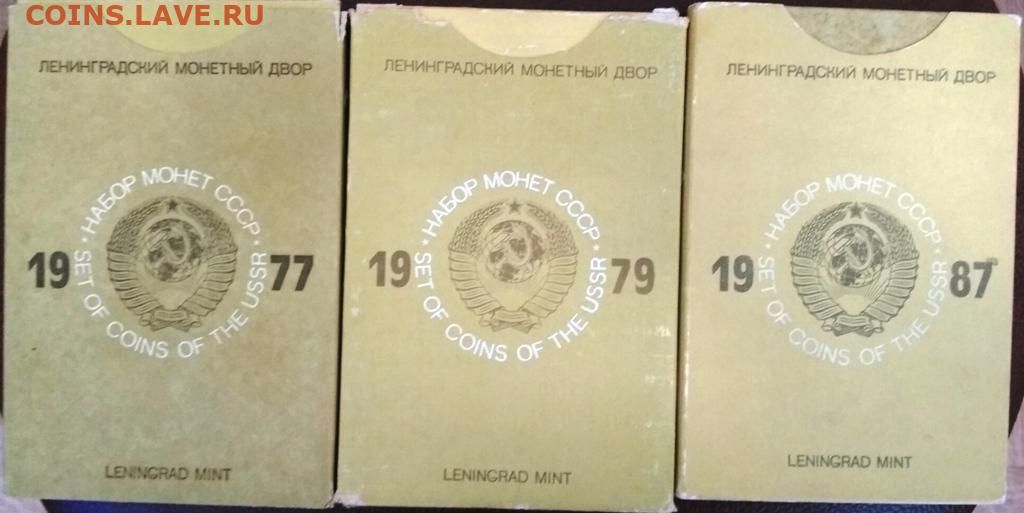 COINS.LAVE.RU
ЛЕНИНГРАДСКИЙ МОНЕТНЫЙ ДВОР
НАБОР МОНЕТ СССР
19 77
SET OF COINS OF THE USSR
LENINGRAD MINT
ЛЕНИНГРАДСКИЙ МОНЕТНЫЙ ДВОР
НАБОР МОНЕТ СССР
19 79
SET OF COINS OF THE USSR
LENINGRAD MINT
ЛЕНИНГРАДСКИЙ МОНЕТНЫЙ ДВОР
НАБОР МОНЕТ СССР
19 87
SET OF COINS OF THE USSR
LENINGRAD MINT